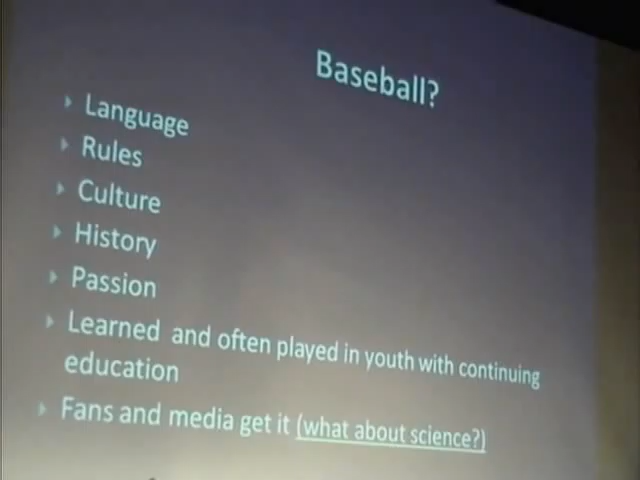 Baseball?
Language
Rules
Culture
History
Passion
Learned and often played in youth with continuing
education
Fans and media get it (what about science?)